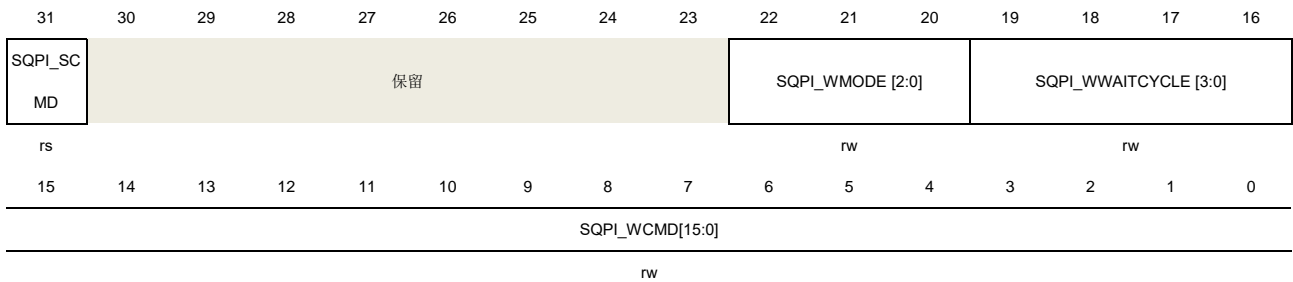 31 30 29 28 27 26 25 24 23 22 21 20 19 18 17 16
SQPI_SC
MD
保留
SQPI_WMODE [2:0]
SQPI_WWAITCYCLE [3:0]
rs rw rw
15 14 13 12 11 10 9 8 7 6 5 4 3 2 1 0
SQPI_WCMD[15:0]
rw